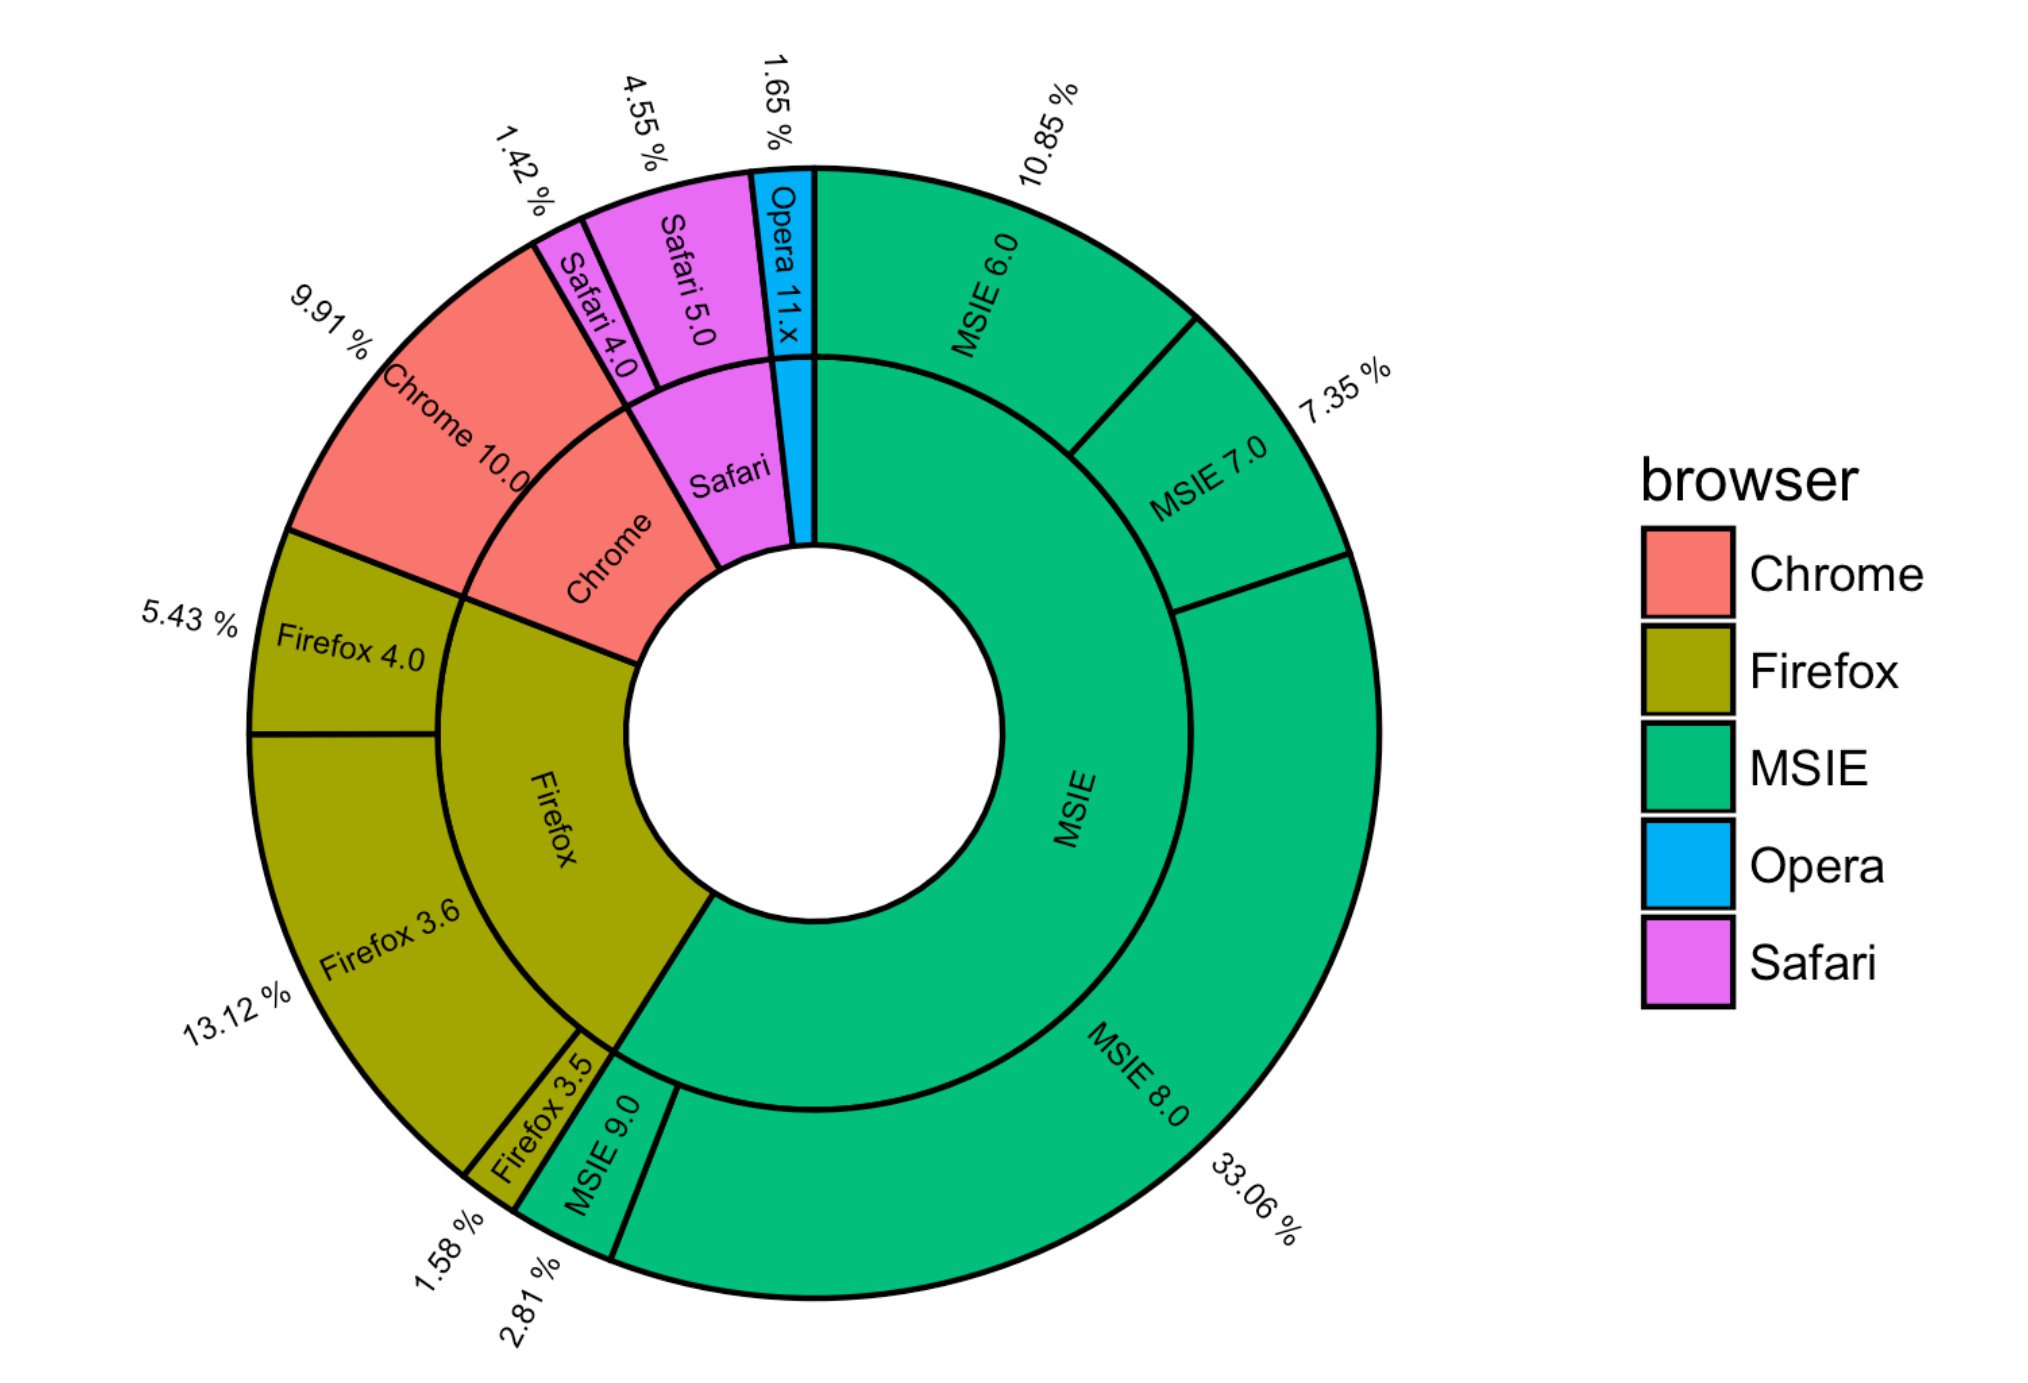 1.65 %
4.55 %
1.42 %
10.85 %
9.91 %
7.35 %
5.43 %
13.12 %
1.58 %
2.81 %
33.06 %
Opera 11.x
Safari 5.0
Safari 4.0
MSIE 6.0
Chrome 10.0
MSIE 7.0
Firefox 4.0
Firefox 3.6
Firefox 3.5
MSIE 9.0
MSIE 8.0
Safari
Chrome
Firefox
MSIE
browser
Chrome
Firefox
MSIE
Opera
Safari